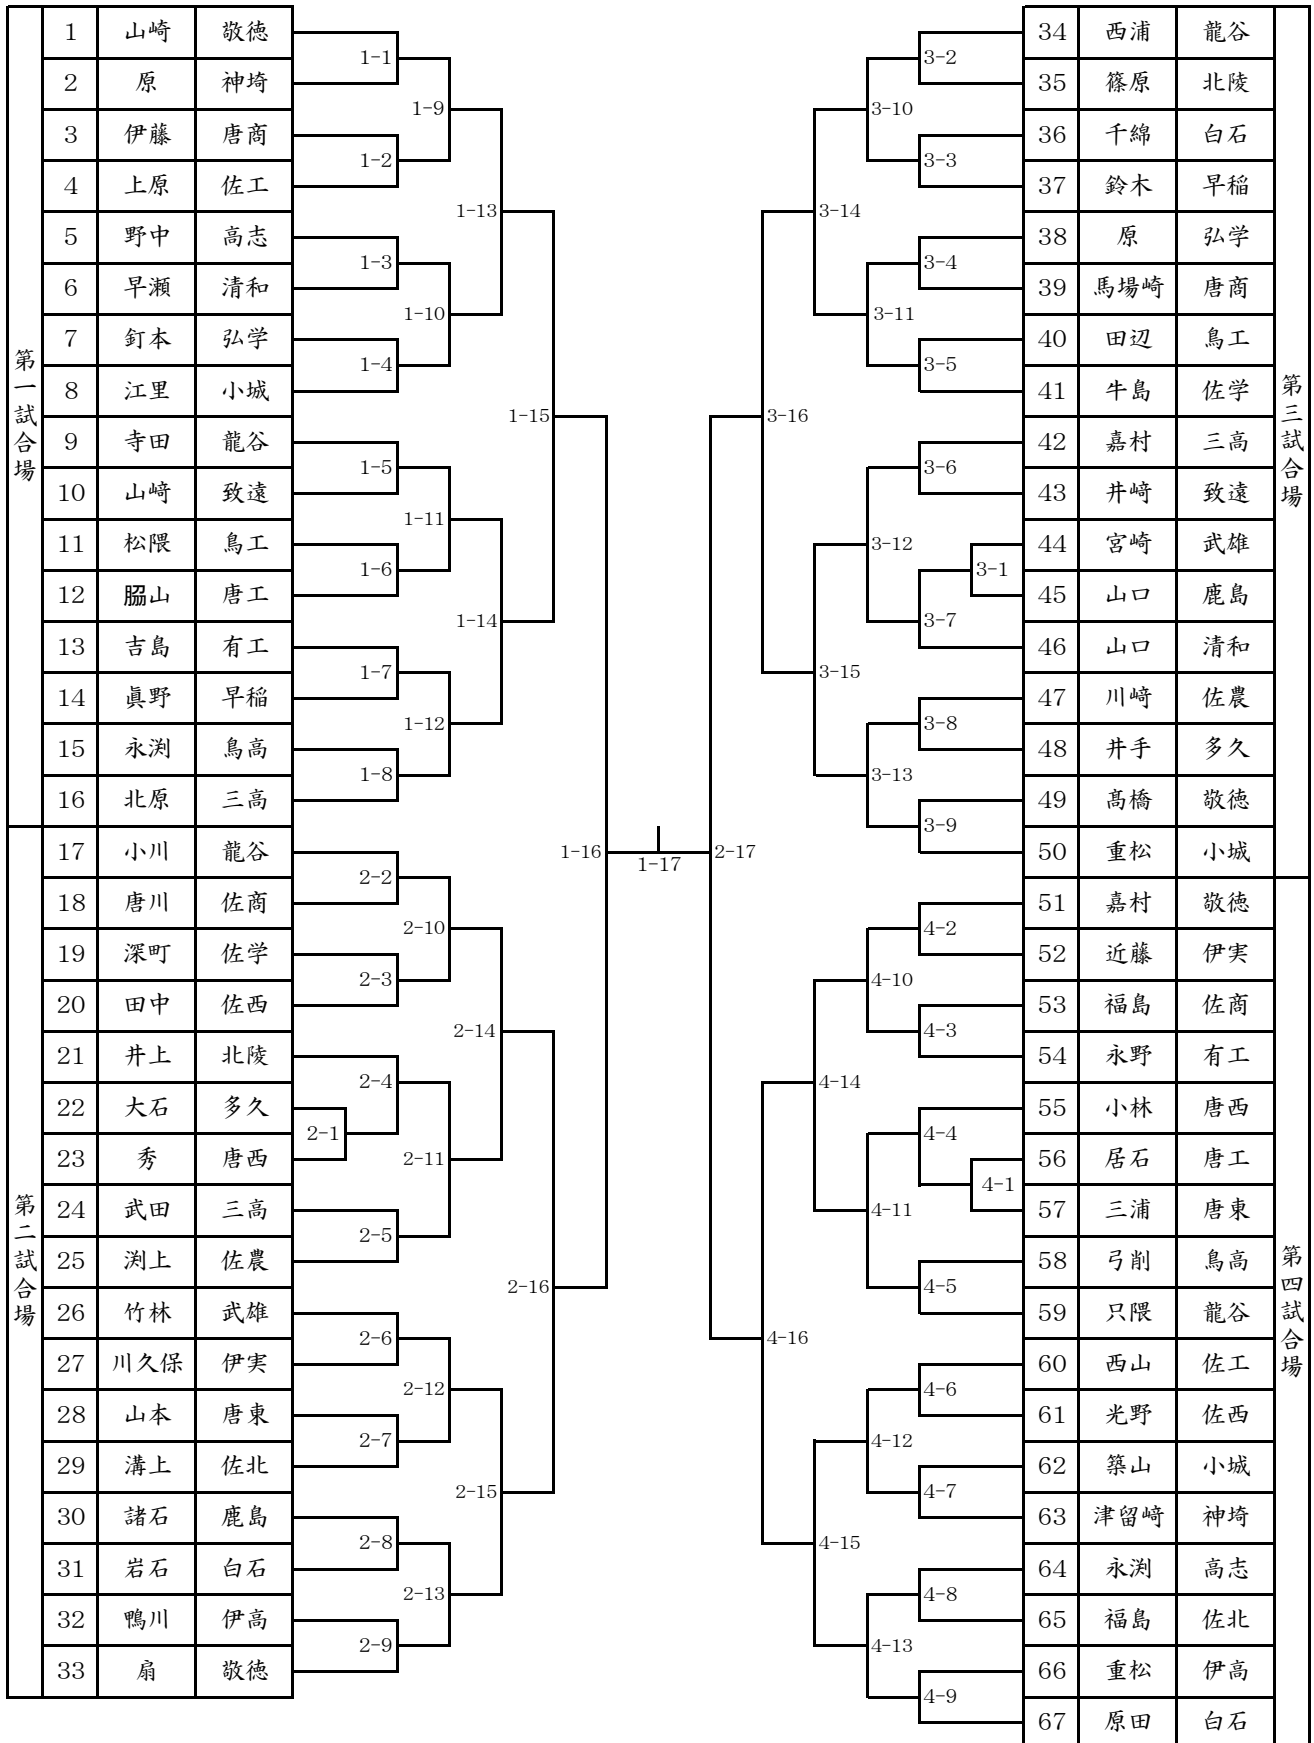 第一試合場
1 山崎 敬徳
2 原 神埼
3 伊藤 唐商
4 上原 佐工
5 野中 高志
6 早瀬 清和
7 釘本 弘学
8 江里 小城
9 寺田 龍谷
10 山﨑 致遠
11 松隈 鳥工
12 脇山 唐工
13 吉島 有工
14 眞野 早稲
15 永渕 鳥高
16 北原 三高
第二試合場
17 小川 龍谷
18 唐川 佐商
19 深町 佐学
20 田中 佐西
21 井上 北陵
22 大石 多久
23 秀 唐西
24 武田 三高
25 渕上 佐農
26 竹林 武雄
27 川久保 伊実
28 山本 唐東
29 溝上 佐北
30 諸石 鹿島
31 岩石 白石
32 鴨川 伊高
33 扇 敬徳
1-1
1-2
1-3
1-4
1-5
1-6
1-7
1-8
1-9
1-10
1-11
1-12
1-13
1-14
1-15
1-16
2-1
2-2
2-3
2-4
2-5
2-6
2-7
2-8
2-9
2-10
2-11
2-12
2-13
2-14
2-15
2-16
1-17
2-17
3-1
3-2
3-3
3-4
3-5
3-6
3-7
3-8
3-9
3-10
3-11
3-12
3-13
3-14
3-15
3-16
4-1
4-2
4-3
4-4
4-5
4-6
4-7
4-8
4-9
4-10
4-11
4-12
4-13
4-14
4-15
4-16
第三試合場
34 西浦 龍谷
35 篠原 北陵
36 千綿 白石
37 鈴木 早稲
38 原 弘学
39 馬場崎 唐商
40 田辺 鳥工
41 牛島 佐学
42 嘉村 三高
43 井﨑 致遠
44 宮崎 武雄
45 山口 鹿島
46 山口 清和
47 川﨑 佐農
48 井手 多久
49 髙橋 敬徳
50 重松 小城
第四試合場
51 嘉村 敬徳
52 近藤 伊実
53 福島 佐商
54 永野 有工
55 小林 唐西
56 居石 唐工
57 三浦 唐東
58 弓削 鳥高
59 只隈 龍谷
60 西山 佐工
61 光野 佐西
62 築山 小城
63 津留﨑 神埼
64 永渕 高志
65 福島 佐北
66 重松 伊高
67 原田 白石